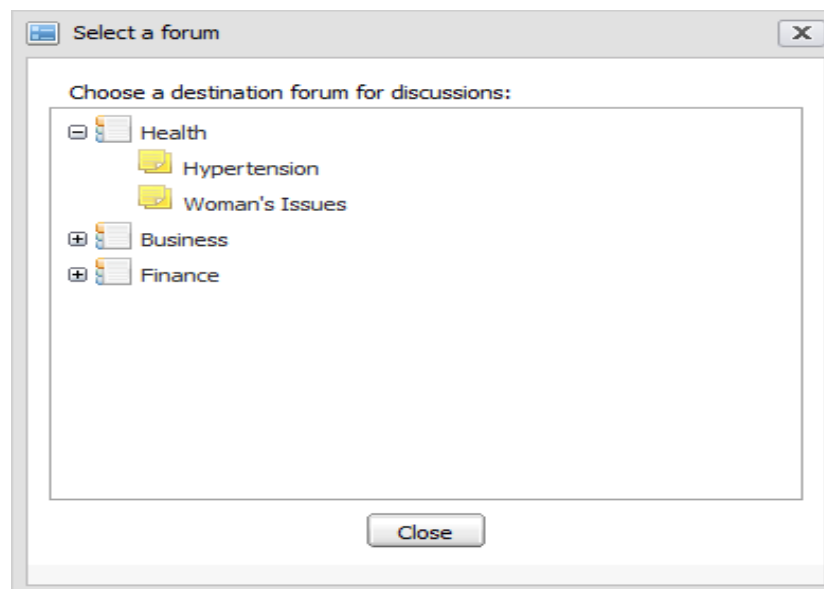 Select a forum
Choose a destination forum for discussions:
Health
Hypertension
Woman's Issues
Business
Finance
Close